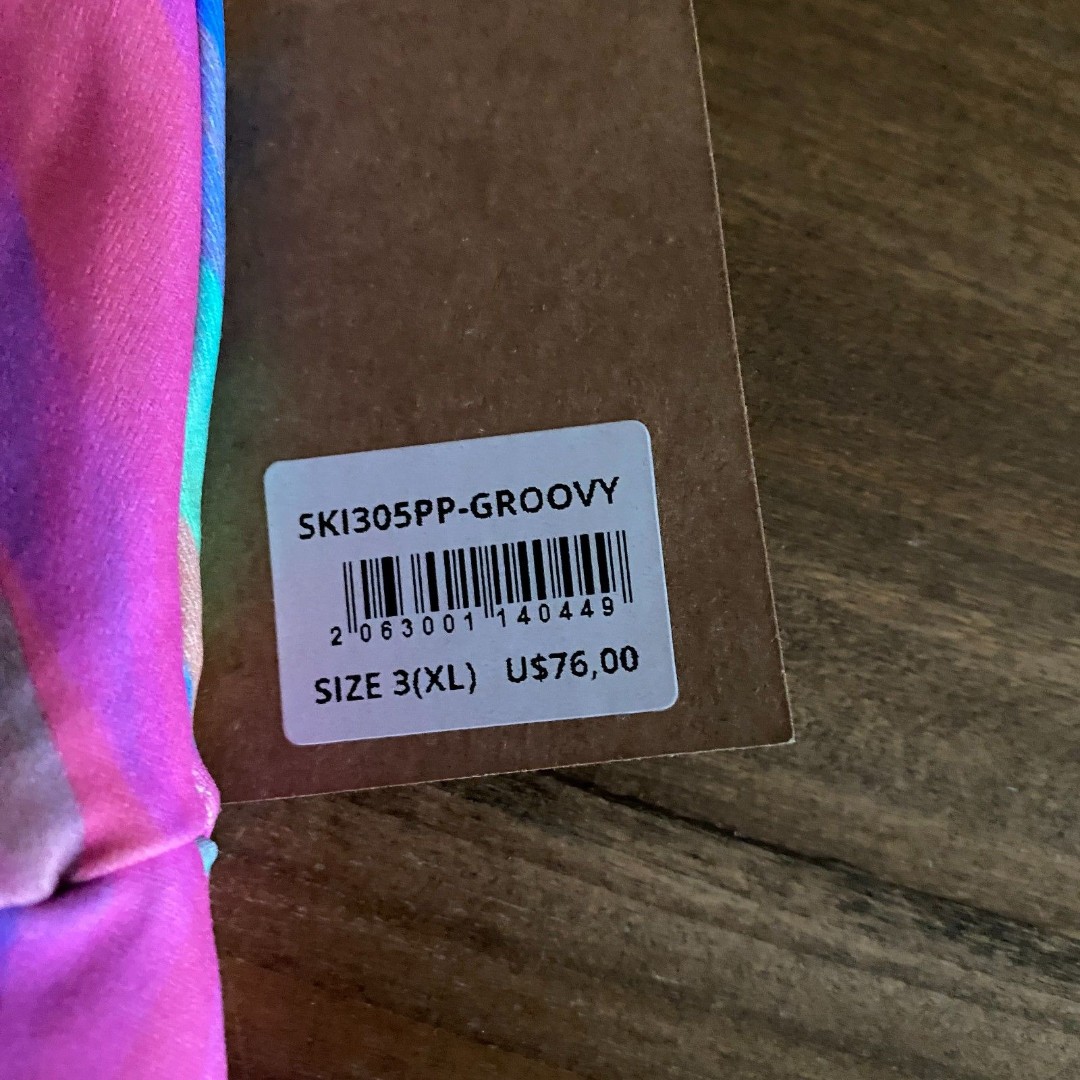 SKI305PP-GROOVY
2 063001 140449
SIZE 3(XL) U$76,00